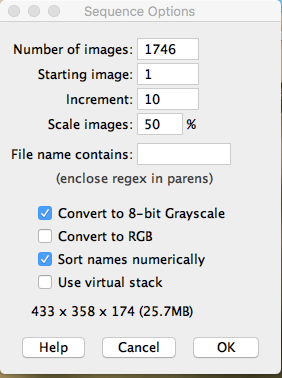 Sequence Options
Number of images: 1746
Starting image: 1
Increment: 10
Scale images: 50 %
File name contains:
(enclose regex in parens)
Convert to 8-bit Grayscale
Convert to RGB
Sort names numerically
Use virtual stack
433 x 358 x 174 (25.7MB)
Help Cancel OK